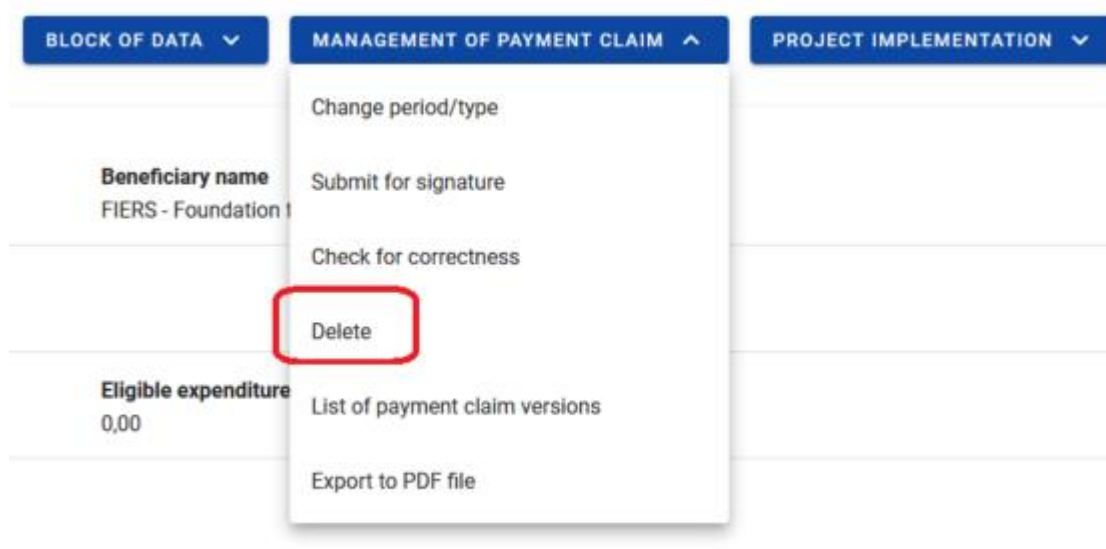 BLOCK OF DATA
MANAGEMENT OF PAYMENT CLAIM
PROJECT IMPLEMENTATION
Change period/type
Beneficiary name
Submit for signature
FIERS - Foundation
Check for correctness
Delete
Eligible expenditure
List of payment claim versions
0,00
Export to PDF file